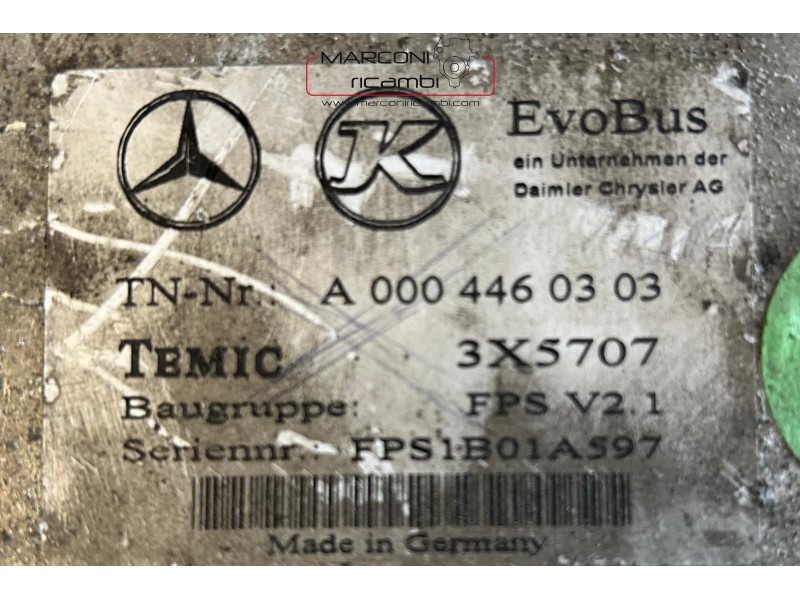 MARCONI
ricambi
www.marconiricambi.com
K
EvoBus
ein Unternehmen der
Daimler Chrysler AG
TN-Nr.: A 000 446 03 03
TEMIC 3X5707
Baugruppe: FPS V2.1
Seriennr.: FPS1B01A597
Made in Germany